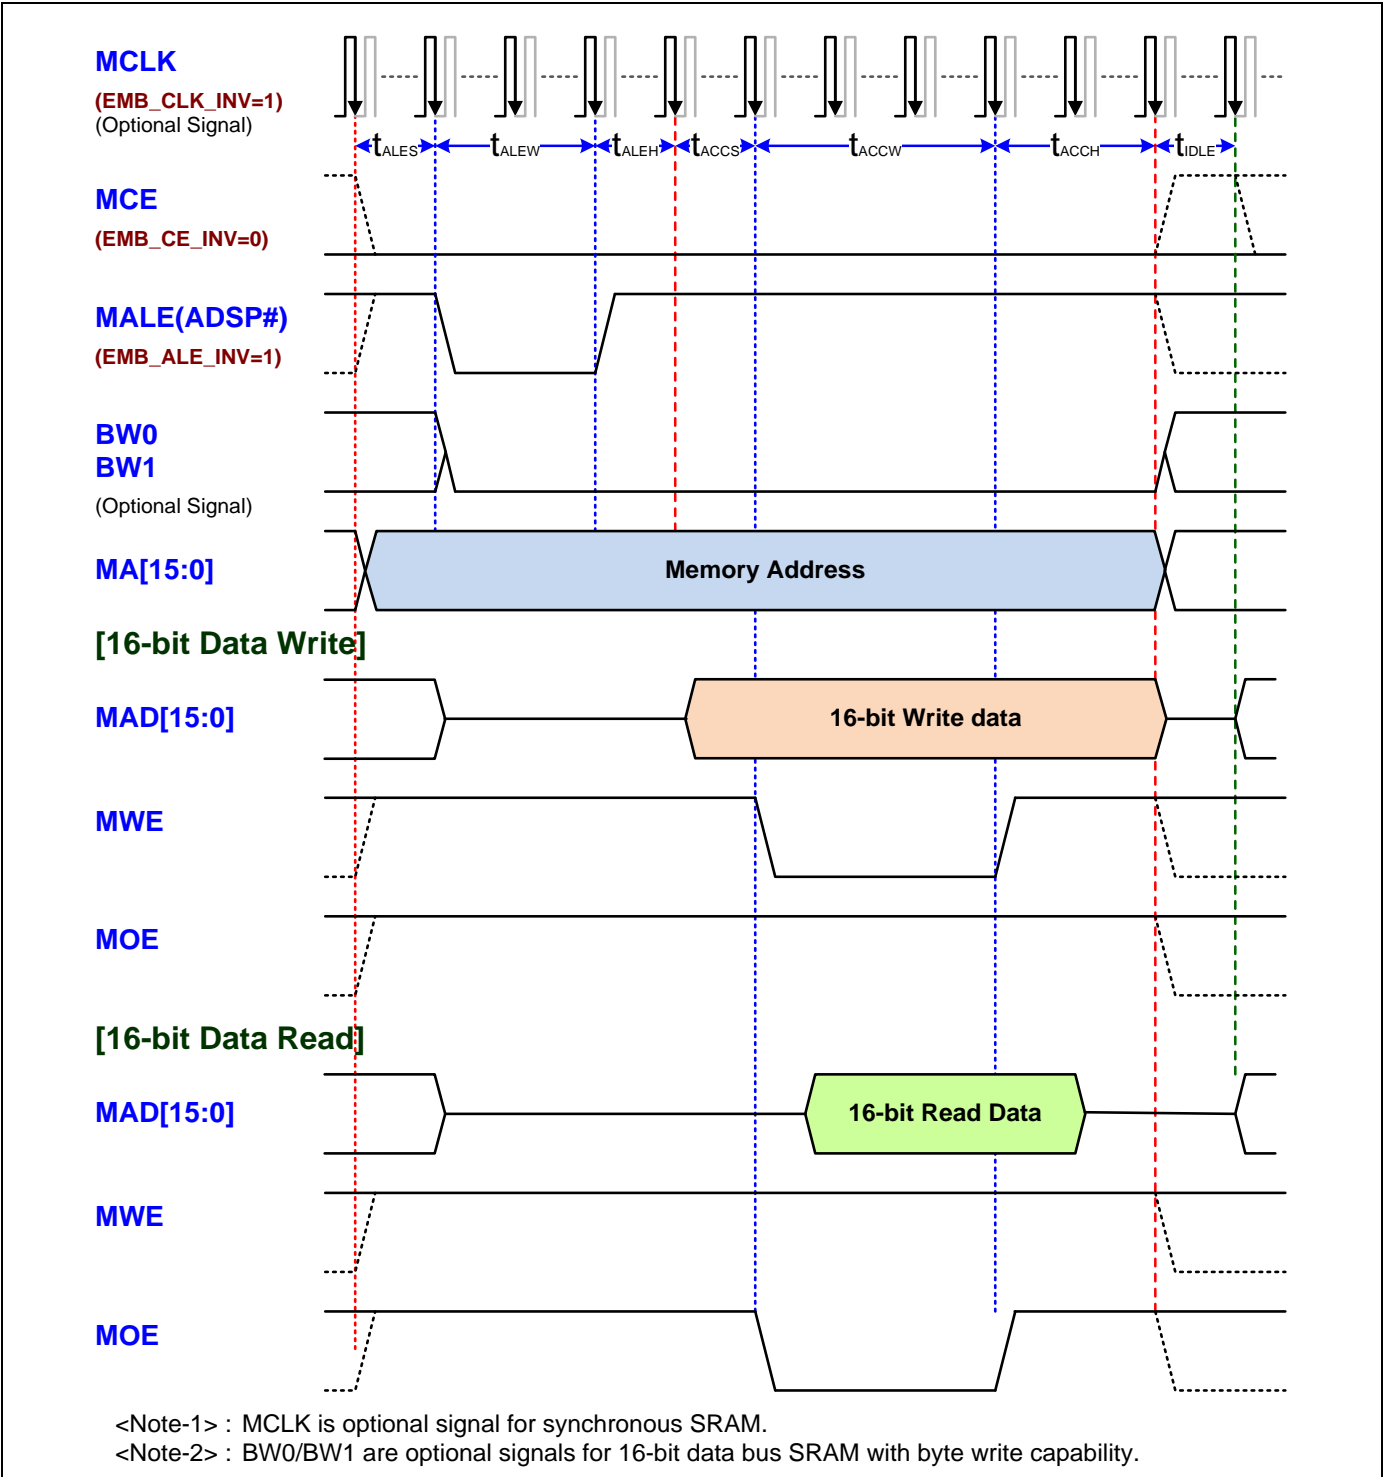 MCLK
(EMB_CLK_INV=1)
(Optional Signal)
tALES tALEW tALEH tACCS tACCW tACCH tIDLE
MCE
(EMB_CE_INV=0)
MALE(ADSP#)
(EMB_ALE_INV=1)
BW0
BW1
(Optional Signal)
MA[15:0] Memory Address
[16-bit Data Write]
MAD[15:0] 16-bit Write data
MWE
MOE
[16-bit Data Read]
MAD[15:0] 16-bit Read Data
MWE
MOE
<Note-1> : MCLK is optional signal for synchronous SRAM.
<Note-2> : BW0/BW1 are optional signals for 16-bit data bus SRAM with byte write capability.